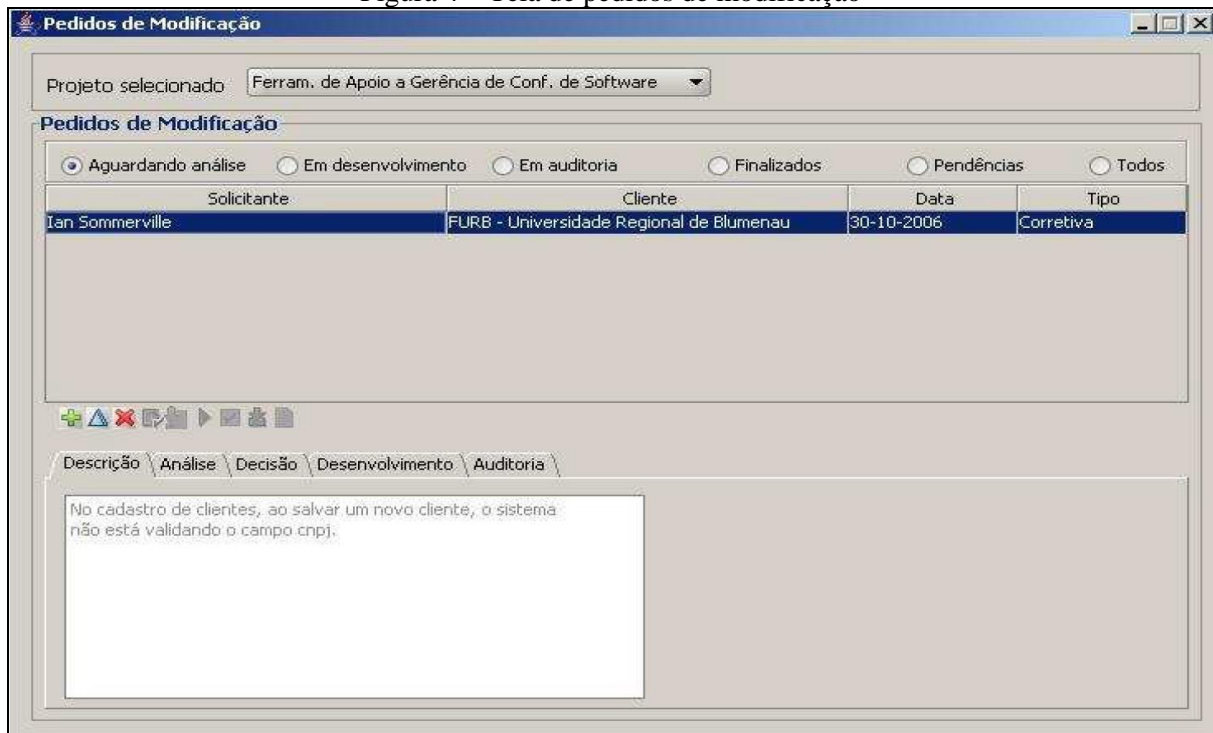 Pedidos de Modificação
Projeto selecionado Ferram. de Apoio a Gerência de Conf. de Software
Pedidos de Modificação
Aguardando análise Em desenvolvimento Em auditoria Finalizados Pendências Todos
Solicitante Cliente Data Tipo
Ian Sommerville FURB - Universidade Regional de Blumenau 30-10-2006 Corretiva
Descrição Análise Decisão Desenvolvimento Auditoria
No cadastro de clientes, ao salvar um novo cliente, o sistema
não está validando o campo cnpj.